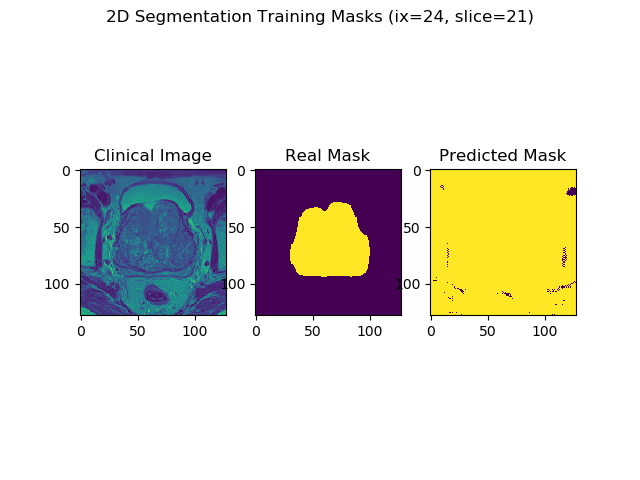 2D Segmentation Training Masks (ix=24, slice=21)
Clinical Image Real Mask Predicted Mask
0 0 0
50 50 50
100 100 100
0 50 100 0 50 100 0 50 100